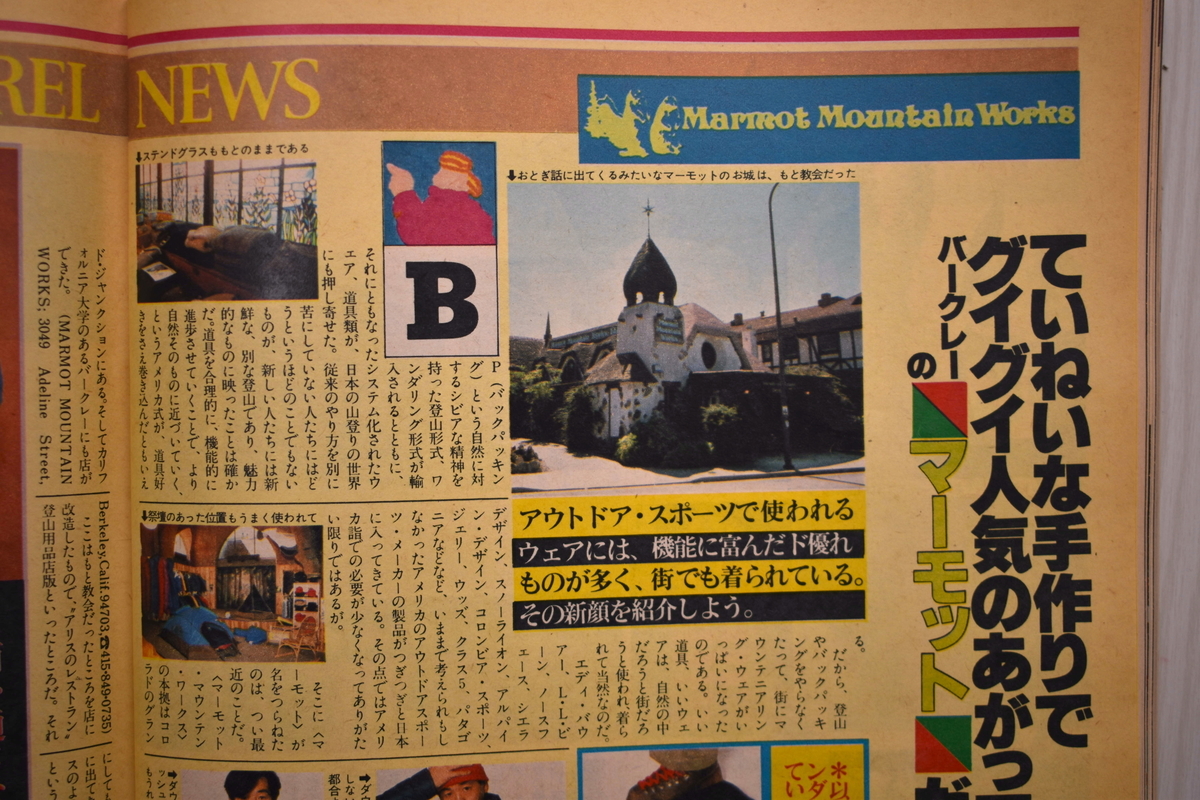 REL NEWS
Marmot Mountain Works
ていねいな手作りで
グイグイ人気のあがっ
バークレー
の
マーモット
⬇おとぎ話に出てくるみたいなマーモットのお城は、もと教会だった
アウトドア・スポーツで使われる
ウェアには、機能に富んだド優れ
ものが多く、街でも着られている。
その新顔を紹介しよう。
⬇ステンドグラスももとのままである
B
P（バックパッキン
グ）という自然に対
するシビアな精神を
持った登山形式、ワ
ンダリング形式が輸
入されるとともに、
それにともなったシステム化されたウ
エア、道具類が、日本の山登りの世界
にも押し寄せた。従来のやり方を別に
苦にしていない人たちにはど
うというほどのことでもない
ものが、新しい人たちには新
鮮な、別な登山であり、魅力
的なものに映ったことは確か
だ。道具を合理的に、機能的に
進歩させていくことで、より
自然そのものに近づいていく、
というアメリカ式が、道具好
きをさえ巻き込んだともいえ
る。
だから、登山
やバックパッキ
ングをやらなく
たって、街にマ
ウンテニアリン
グ・ウェアがい
っぱいになった
のである。いい
道具、いいウェ
アは、自然の中
だろうと街だろ
うと使われ、着ら
れて当然なのだ。
エディ・バウ
アー、L・L・ビ
ーン、ノースフ
ェース、シエラ
デザイン、スノーライオン、アルパイ
ン・デザイン、コロンビア・スポーツ、
ジェリー、ウッズ、クラス5、パタゴ
ニアなどなど、いままで考えられもし
なかったアメリカのアウトドアスポー
ツ・メーカーの製品がつぎつぎと日本
に入ってきている。その点ではアメリ
カ詣での必要が少なくなってありがた
い限りではあるが。
⬇祭壇のあった位置もうまく使われて
そこに〈マ
ーモット〉が
名をつらねた
のは、つい最
近のことだ。
〈マーモット
・マウンテン
・ワークス〉
の本拠はコロ
ラドのグラン
ド・ジャンクションにある。そしてカリフ
ォルニア大学のあるバークレーにも店が
できた。（MARMOT MOUNTAIN
WORKS; 3049 Adeline Street,
Berkeley, Calif. 94703.☎415-849-0735）
ここはもと教会だったところを店に
改造したもので、"アリスのレストラン"
登山用品店版といったところだ。それ